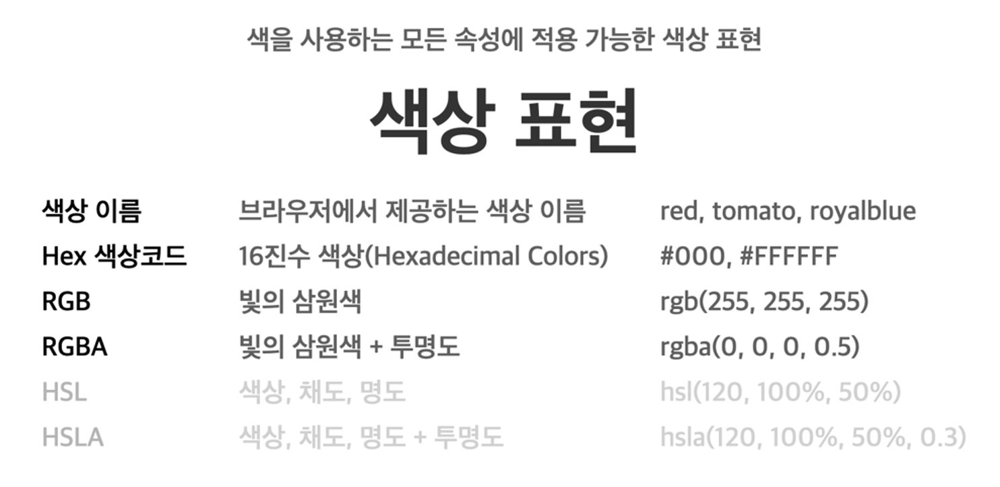 색을 사용하는 모든 속성에 적용 가능한 색상 표현
색상 표현
색상 이름 브라우저에서 제공하는 색상 이름 red, tomato, royalblue
Hex 색상코드 16진수 색상(Hexadecimal Colors) #000, #FFFFFF
RGB 빛의 삼원색 rgb(255, 255, 255)
RGBA 빛의 삼원색 + 투명도 rgba(0, 0, 0, 0.5)
HSL 색상, 채도, 명도 hsl(120, 100%, 50%)
HSLA 색상, 채도, 명도 + 투명도 hsla(120, 100%, 50%, 0.3)